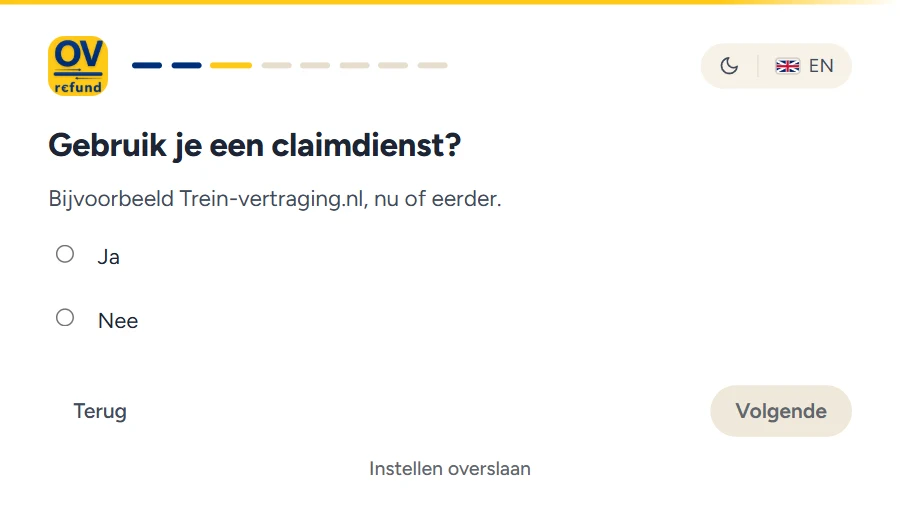 OV
refund
EN
Gebruik je een claimdienst?
Bijvoorbeeld Trein-vertraging.nl, nu of eerder.
Ja
Nee
Terug
Volgende
Instellen overslaan